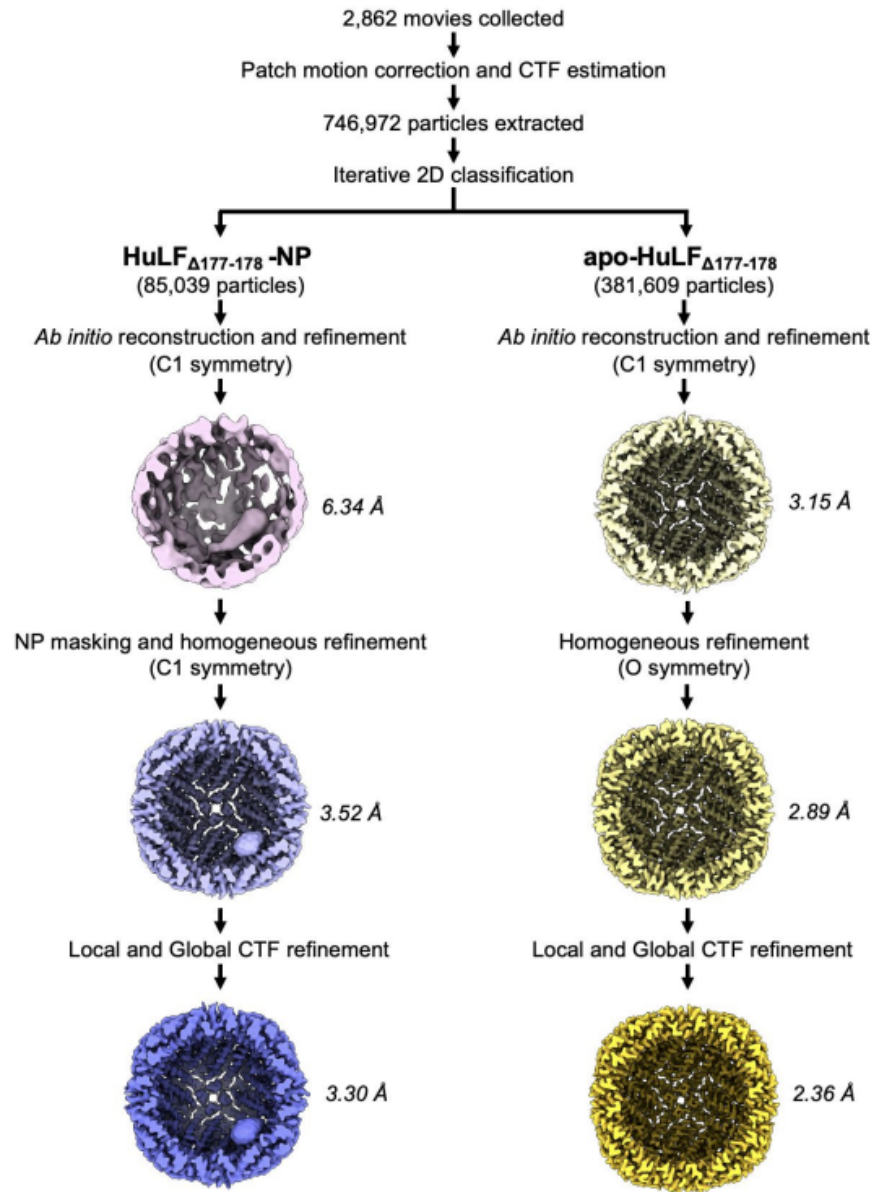 2,862 movies collected
Patch motion correction and CTF estimation
746,972 particles extracted
Iterative 2D classification
HuLFΔ177-178 -NP
(85,039 particles)
Ab initio reconstruction and refinement
(C1 symmetry)
6.34 Å
NP masking and homogeneous refinement
(C1 symmetry)
3.52 Å
Local and Global CTF refinement
3.30 Å
apo-HuLFΔ177-178
(381,609 particles)
Ab initio reconstruction and refinement
(C1 symmetry)
3.15 Å
Homogeneous refinement
(O symmetry)
2.89 Å
Local and Global CTF refinement
2.36 Å